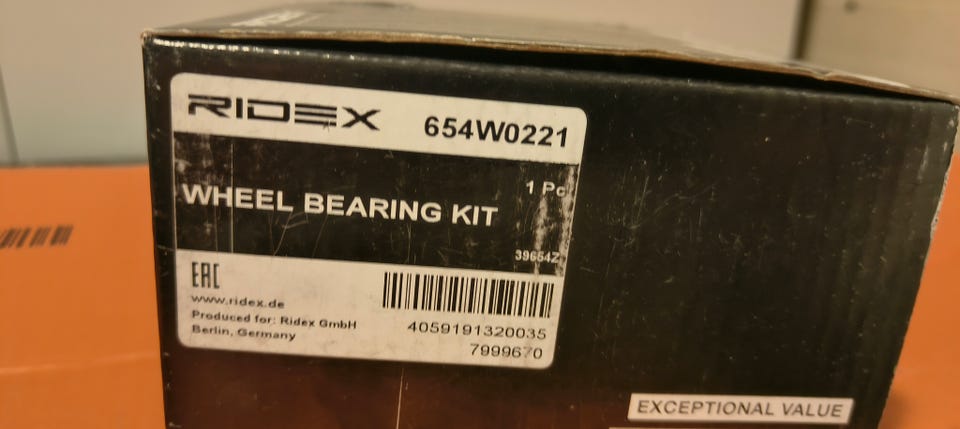 RIDEX 654W0221
1 Pc
WHEEL BEARING KIT
39654Z
EAC
www.ridex.de
Produced for: Ridex GmbH
Berlin, Germany
4059191320035
7999670
EXCEPTIONAL VALUE